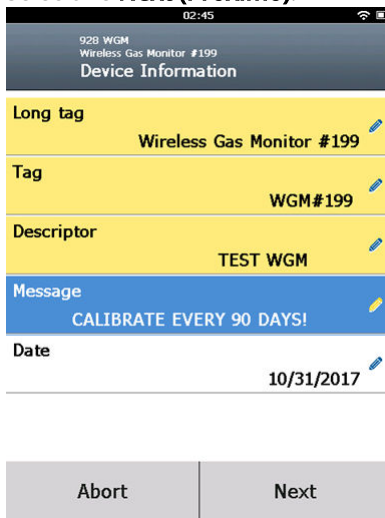 02:45
928 WGM
Wireless Gas Monitor #199
Device Information
Long tag
Wireless Gas Monitor #199
Tag
WGM#199
Descriptor
TEST WGM
Message
CALIBRATE EVERY 90 DAYS!
Date
10/31/2017
Abort
Next